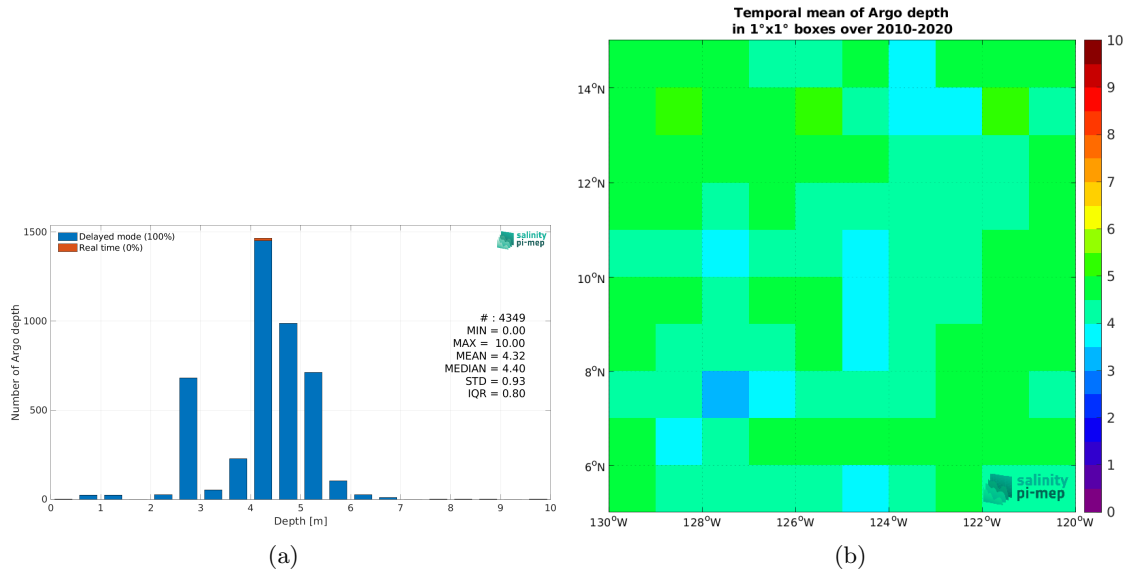 Temporal mean of Argo depth
in 1°x1° boxes over 2010-2020
Delayed mode (100%)
Real time (0%)
salinity
pi-mep
# : 4349
MIN = 0.00
MAX = 10.00
MEAN = 4.32
MEDIAN = 4.40
STD = 0.93
IQR = 0.80
Number of Argo depth
1500
1000
500
0
0 1 2 3 4 5 6 7 8 9 10
Depth [m]
(a)
14°N
12°N
10°N
8°N
6°N
130°W 128°W 126°W 124°W 122°W 120°W
salinity
pi-mep
10
9
8
7
6
5
4
3
2
1
0
(b)